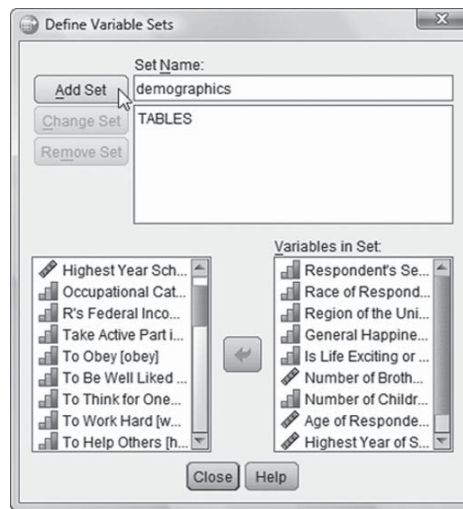 Define Variable Sets
X
Set Name:
Add Set
demographics
Change Set
TABLES
Remove Set
Variables in Set:
Highest Year Sch...
Occupational Cat...
R's Federal Inco...
Take Active Part i...
To Obey [obey]
To Be Well Liked ...
To Think for One...
To Work Hard [w...
To Help Others [h...
Respondent's Se...
Race of Respond...
Region of the Uni...
General Happine...
Is Life Exciting or ...
Number of Broth...
Number of Childr...
Age of Responde...
Highest Year of S...
Close
Help